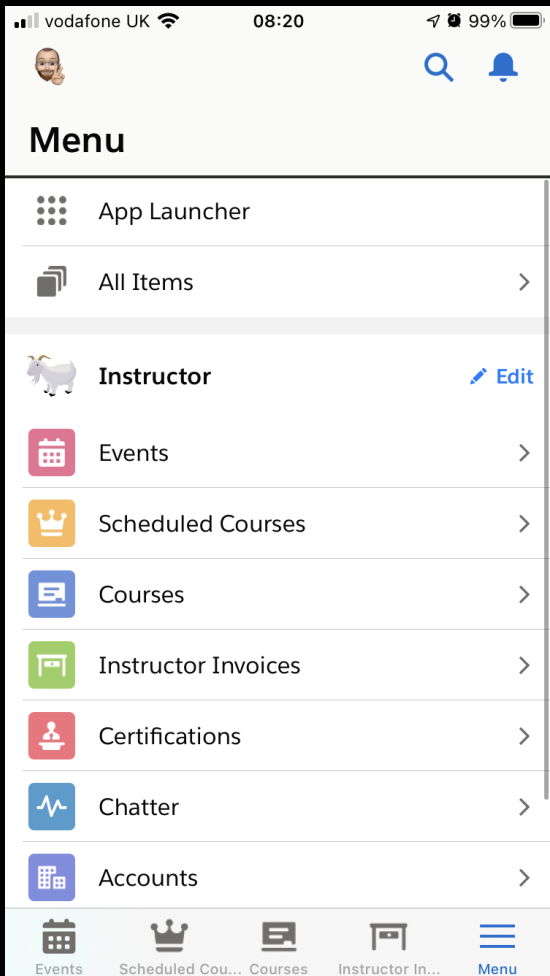 vodafone UK 08:20 99%
Menu
App Launcher
All Items
Instructor Edit
Events
Scheduled Courses
Courses
Instructor Invoices
Certifications
Chatter
Accounts
Events Scheduled Cou... Courses Instructor In... Menu